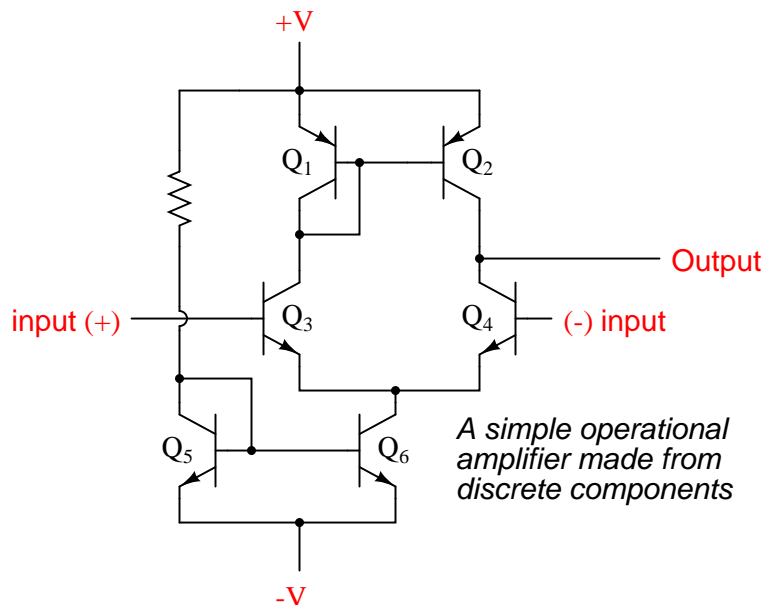 +V
Q1 Q2
Output
input (+) Q3 Q4 (-) input
Q5 Q6
A simple operational
amplifier made from
discrete components
-V